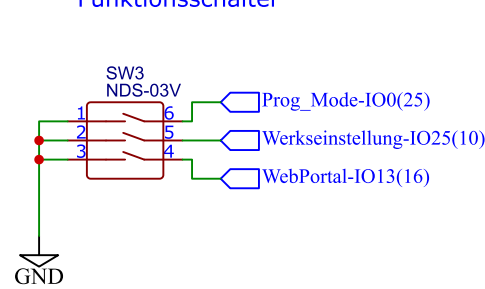 Funktionsschalter
SW3
NDS-03V
1 6 Prog_Mode-IO0(25)
2 5 Werkseinstellung-IO25(10)
3 4 WebPortal-IO13(16)
GND